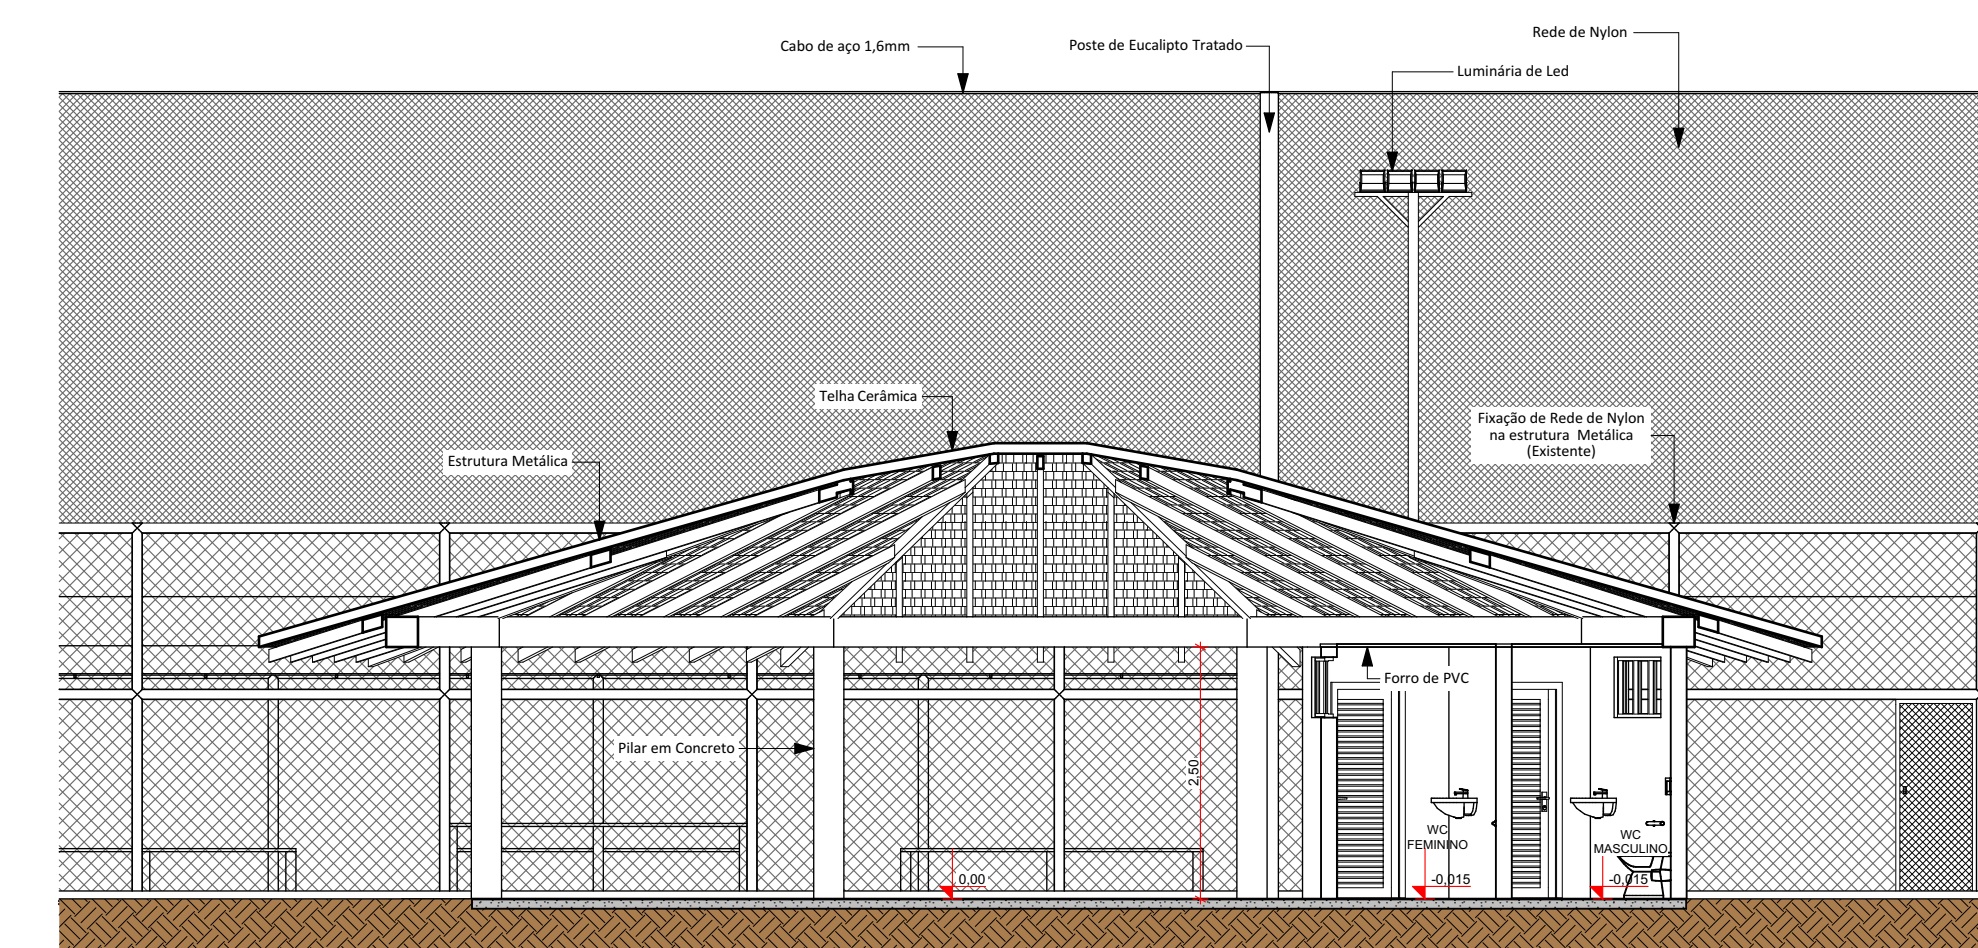 Rede de Nylon
Cabo de aço 1,6mm
Poste de Eucalipto Tratado
Luminária de Led
Telha Cerâmica
Fixação de Rede de Nylon
na estrutura Metálica
(Existente)
Estrutura Metálica
Forro de PVC
Pilar em Concreto
2,50
WC
FEMININO
WC
MASCULINO
0,00
-0,015
-0,015